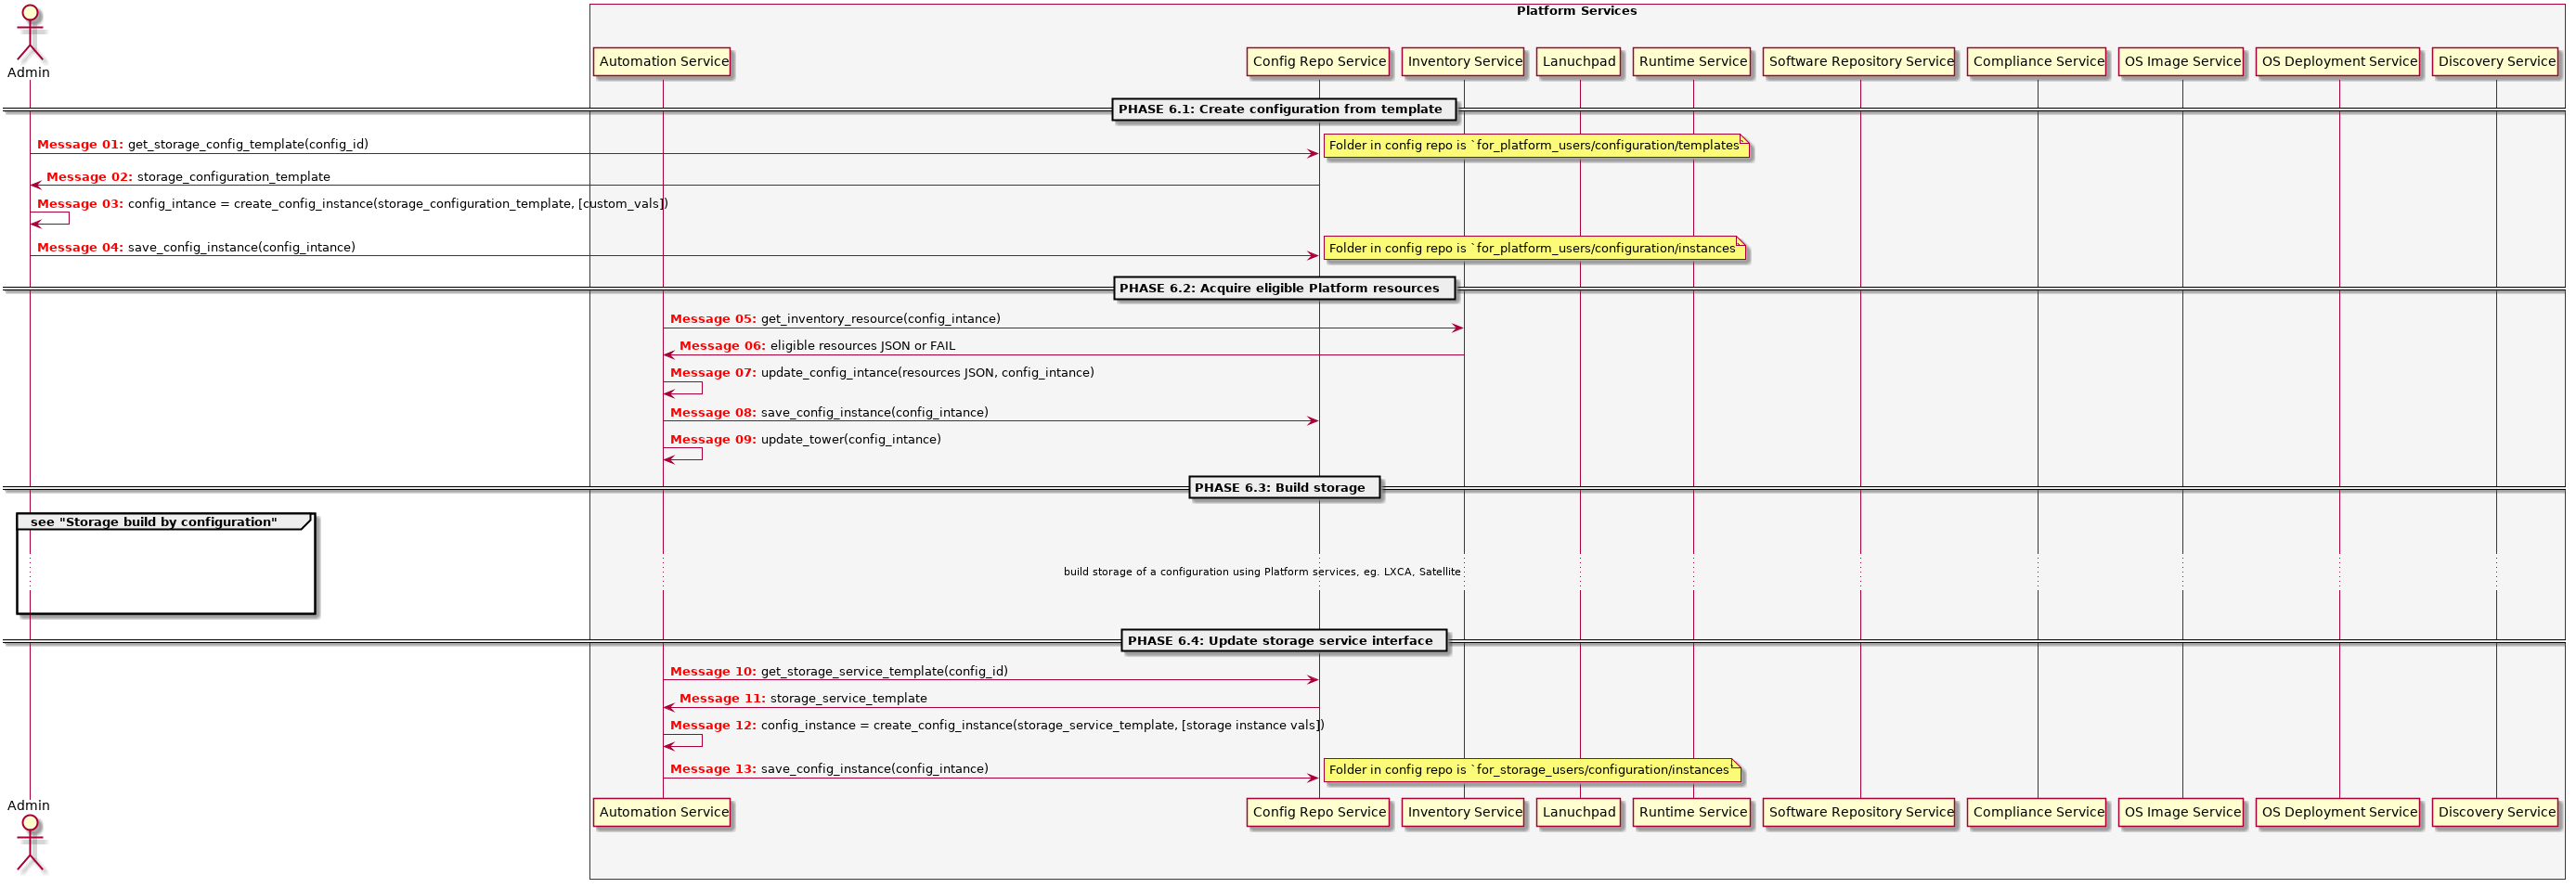 Platform Services
Admin
Automation Service
Config Repo Service
Inventory Service
Lanuchpad
Runtime Service
Software Repository Service
Compliance Service
OS Image Service
OS Deployment Service
Discovery Service
PHASE 6.1: Create configuration from template
Message 01: get_storage_config_template(config_id)
Folder in config repo is `for_platform_users/configuration/templates`
Message 02: storage_configuration_template
Message 03: config_intance = create_config_instance(storage_configuration_template, [custom_vals])
Message 04: save_config_instance(config_intance)
Folder in config repo is `for_platform_users/configuration/instances`
PHASE 6.2: Acquire eligible Platform resources
Message 05: get_inventory_resource(config_intance)
Message 06: eligible resources JSON or FAIL
Message 07: update_config_intance(resources JSON, config_intance)
Message 08: save_config_instance(config_intance)
Message 09: update_tower(config_intance)
PHASE 6.3: Build storage
see "Storage build by configuration"
build storage of a configuration using Platform services, eg. LXCA, Satellite
PHASE 6.4: Update storage service interface
Message 10: get_storage_service_template(config_id)
Message 11: storage_service_template
Message 12: config_instance = create_config_instance(storage_service_template, [storage instance vals])
Message 13: save_config_instance(config_intance)
Folder in config repo is `for_storage_users/configuration/instances`
Admin
Automation Service
Config Repo Service
Inventory Service
Lanuchpad
Runtime Service
Software Repository Service
Compliance Service
OS Image Service
OS Deployment Service
Discovery Service